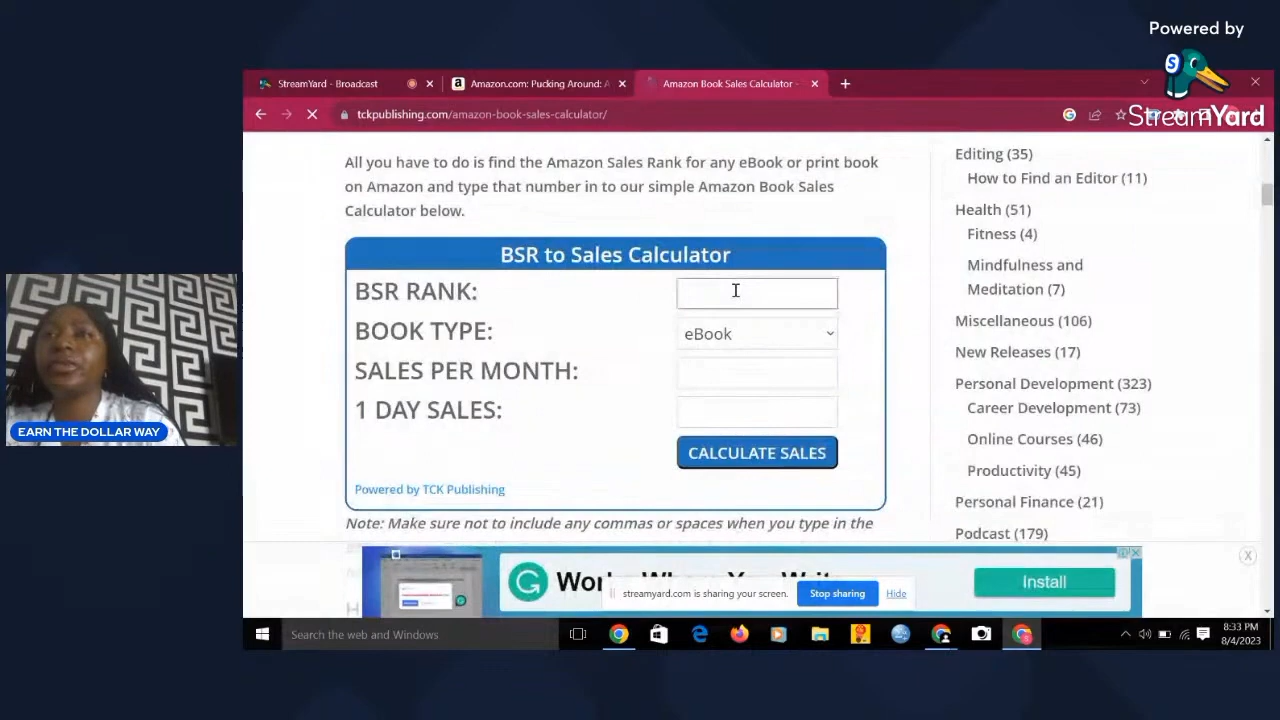 Powered by
StreamYard
StreamYard - Broadcast
Amazon.com: Pucking Around: A
Amazon Book Sales Calculator -
tckpublishing.com/amazon-book-sales-calculator/
All you have to do is find the Amazon Sales Rank for any eBook or print book
on Amazon and type that number in to our simple Amazon Book Sales
Calculator below.
BSR to Sales Calculator
BSR RANK:
BOOK TYPE:
eBook
SALES PER MONTH:
1 DAY SALES:
CALCULATE SALES
Powered by TCK Publishing
Note: Make sure not to include any commas or spaces when you type in the
Editing (35)
How to Find an Editor (11)
Health (51)
Fitness (4)
Mindfulness and
Meditation (7)
Miscellaneous (106)
New Releases (17)
Personal Development (323)
Career Development (73)
Online Courses (46)
Productivity (45)
Personal Finance (21)
Podcast (179)
EARN THE DOLLAR WAY
Install
streamyard.com is sharing your screen.
Stop sharing
Hide
Search the web and Windows
8:33 PM
8/4/2023